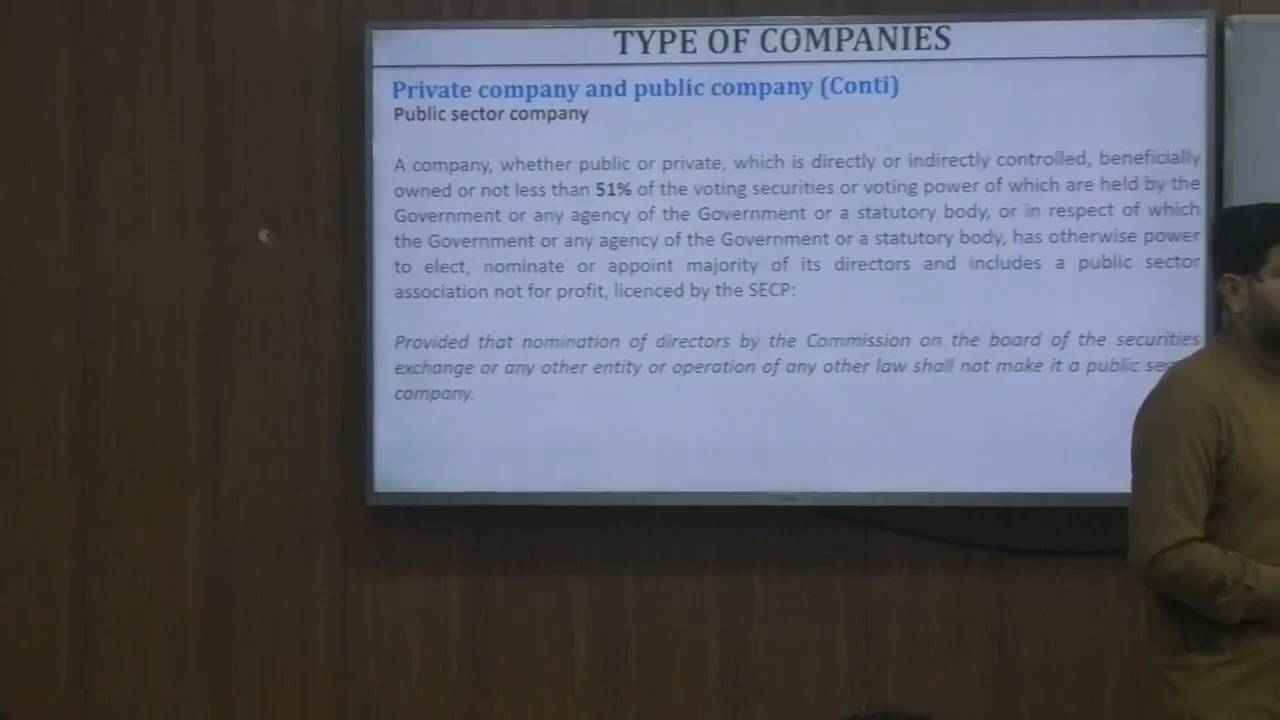 TYPE OF COMPANIES
Private company and public company (Conti)
Public sector company
A company, whether public or private, which is directly or indirectly controlled, beneficially
owned or not less than 51% of the voting securities or voting power of which are held by the
Government or any agency of the Government or a statutory body, or in respect of which
the Government or any agency of the Government or a statutory body, has otherwise power
to elect, nominate or appoint majority of its directors and includes a public sector
association not for profit, licenced by the SECP:
Provided that nomination of directors by the Commission on the board of the securities
exchange or any other entity or operation of any other law shall not make it a public
company.